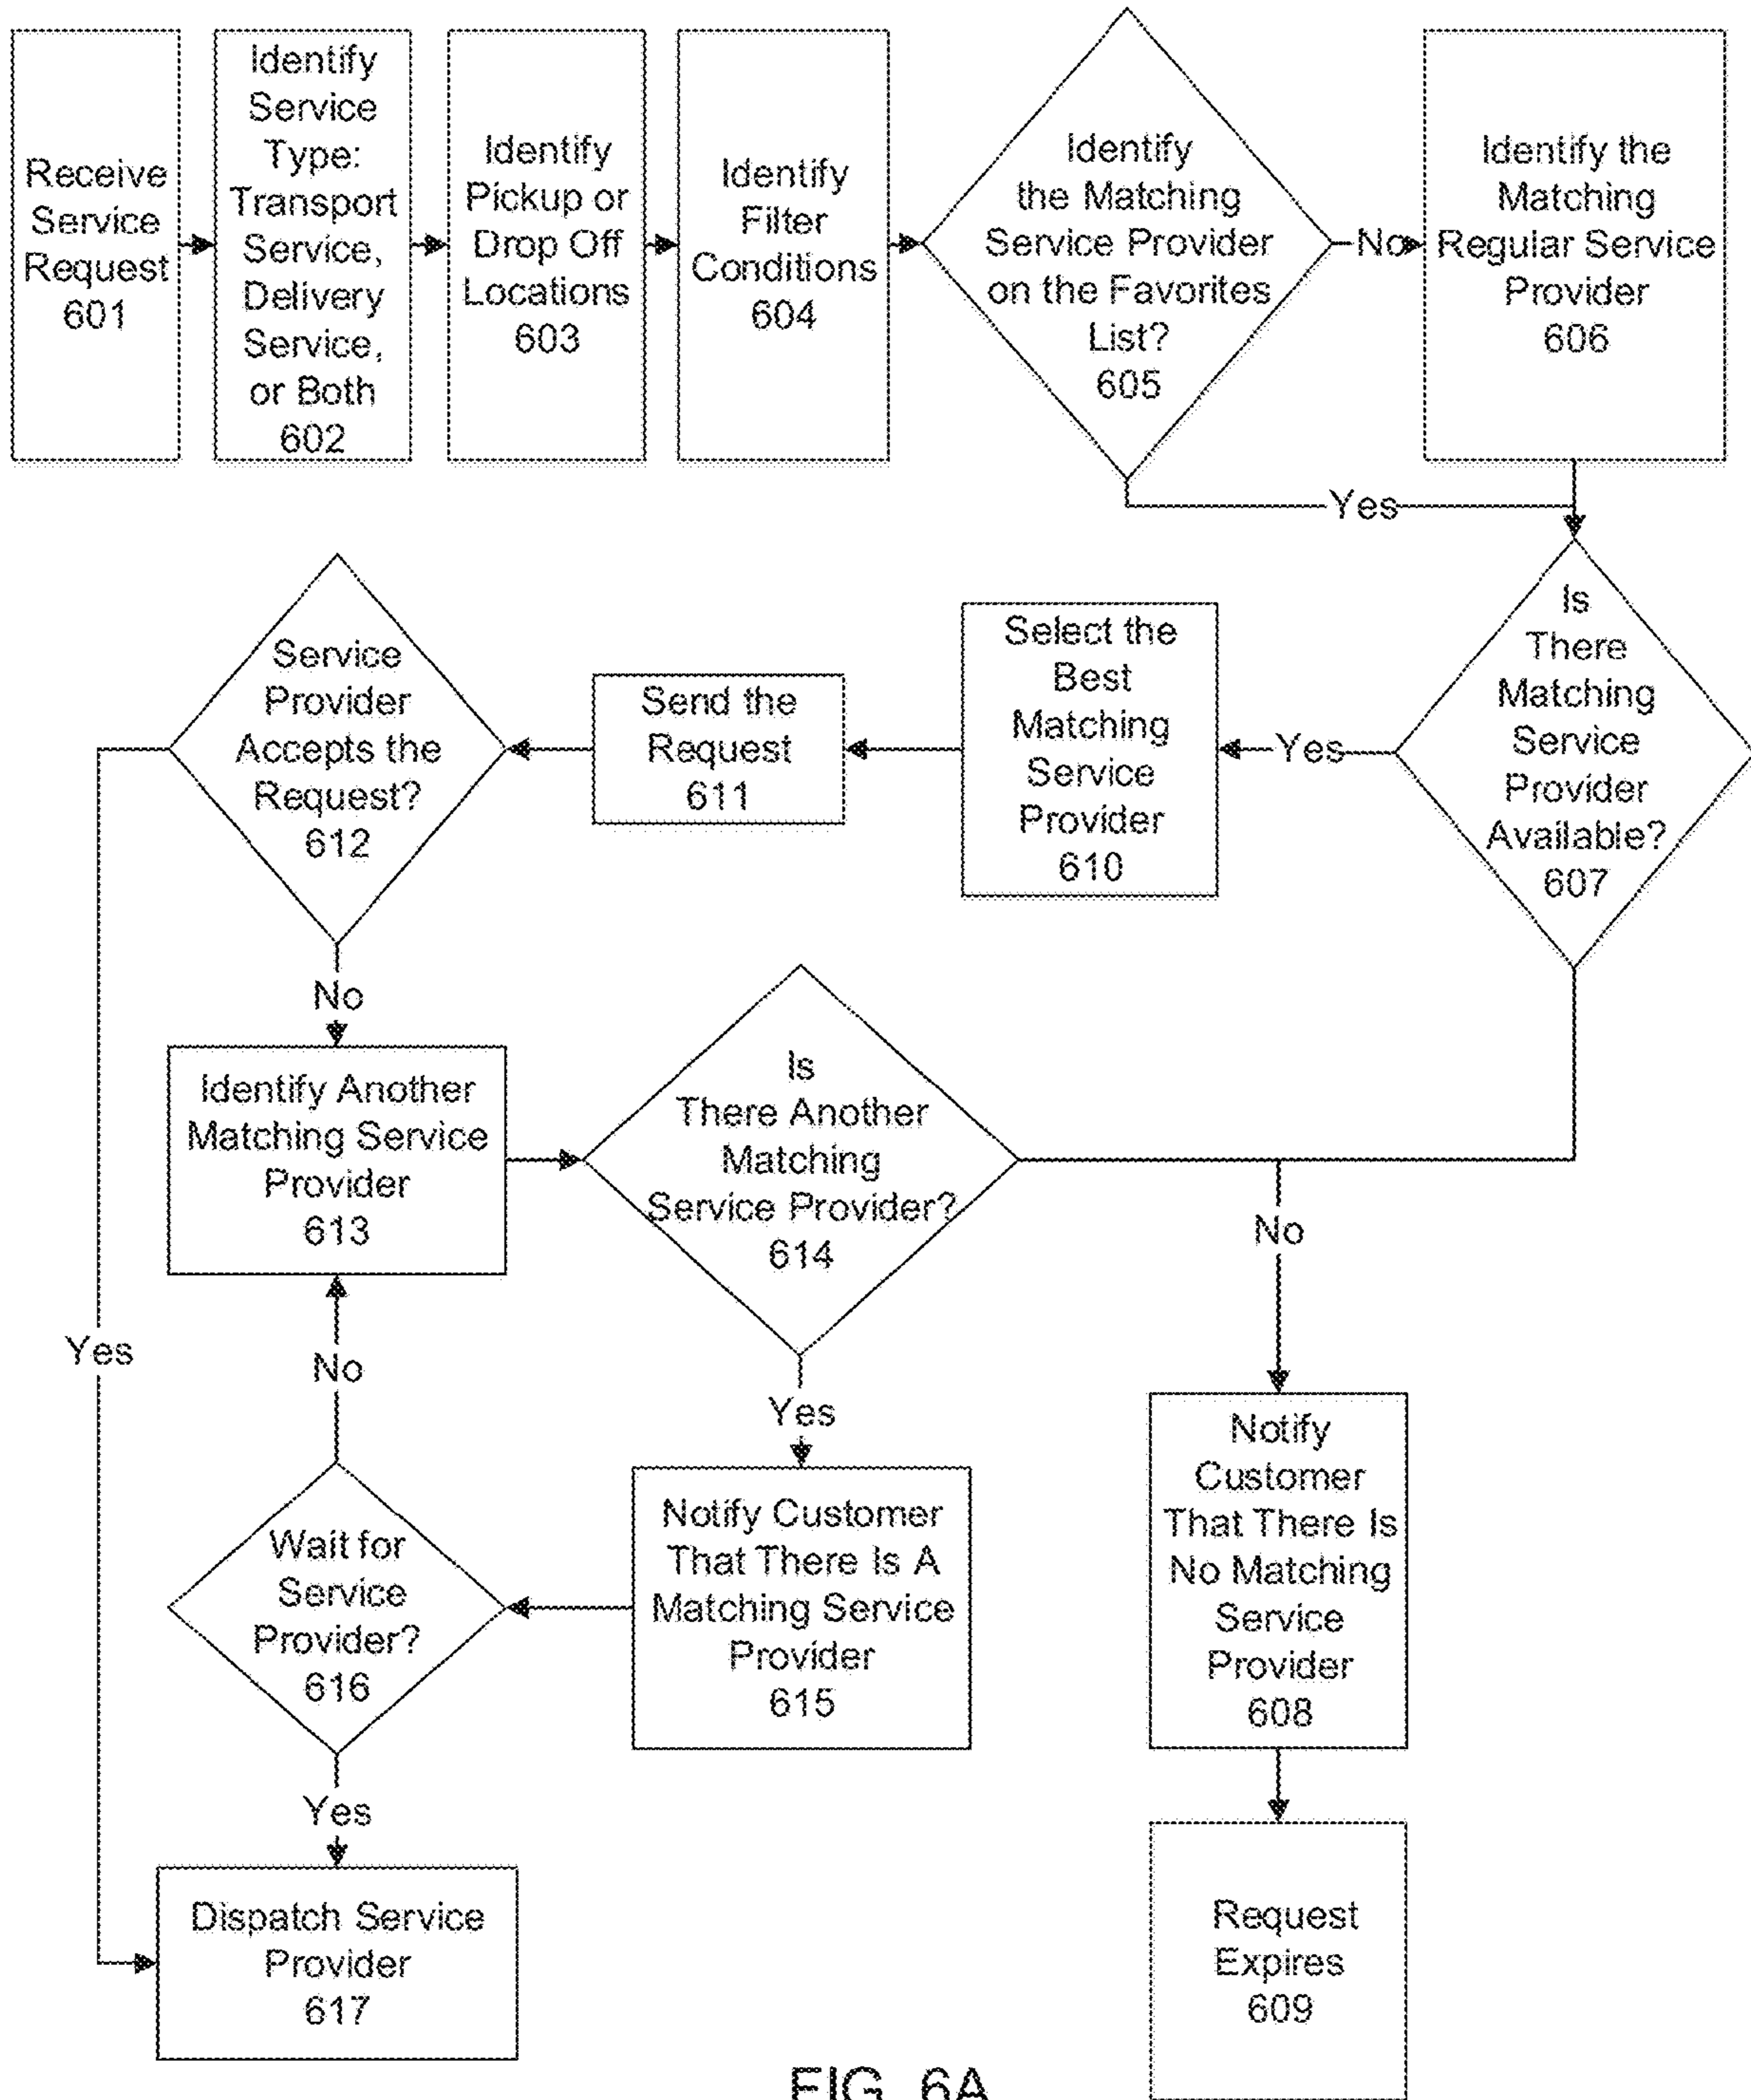 Receive
Service
Request
601
Identify
Service
Type:
Transport
Service,
Delivery
Service,
or Both
602
Identify
Pickup or
Drop Off
Locations
603
Identify
Filter
Conditions
604
Identify
the Matching
Service Provider
on the Favorites
List?
605
No
Identify the
Matching
Regular Service
Provider
606
Yes
Is
There
Matching
Service
Provider
Available?
607
Yes
Select the
Best
Matching
Service
Provider
610
Send the
Request
611
Service
Provider
Accepts the
Request?
612
No
Yes
Identify Another
Matching Service
Provider
613
Is
There Another
Matching
Service Provider?
614
No
Yes
Notify Customer
That There Is A
Matching Service
Provider
615
Wait for
Service
Provider?
616
No
Yes
Dispatch Service
Provider
617
Notify
Customer
That There Is
No Matching
Service
Provider
608
Request
Expires
609
FIG. 6A